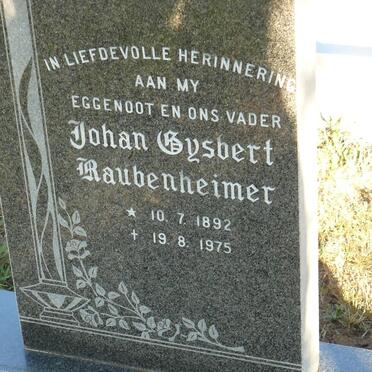 IN LIEFDEVOLLE HERINNERING
AAN MY
EGGENOOT EN ONS VADER
Johan Gysbert
Raubenheimer
★ 10. 7. 1892
† 19. 8. 1975